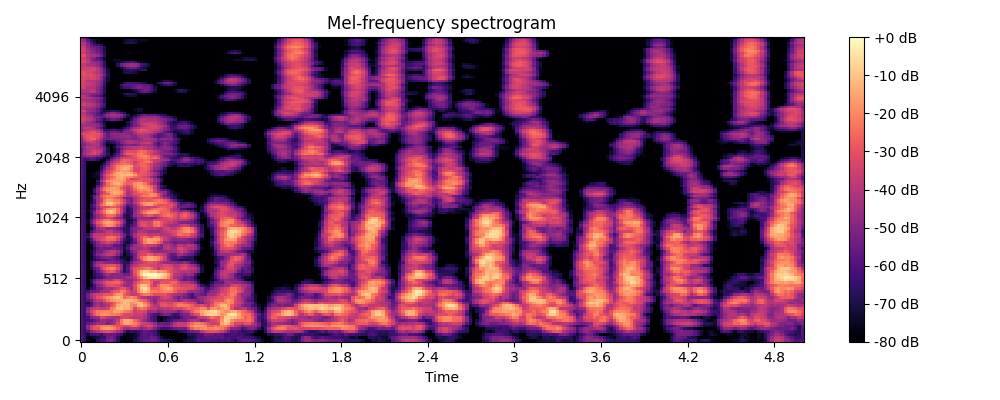 Mel-frequency spectrogram
+0 dB
-10 dB
-20 dB
-30 dB
-40 dB
-50 dB
-60 dB
-70 dB
-80 dB
Hz
4096
2048
1024
512
0
0 0.6 1.2 1.8 2.4 3 3.6 4.2 4.8
Time